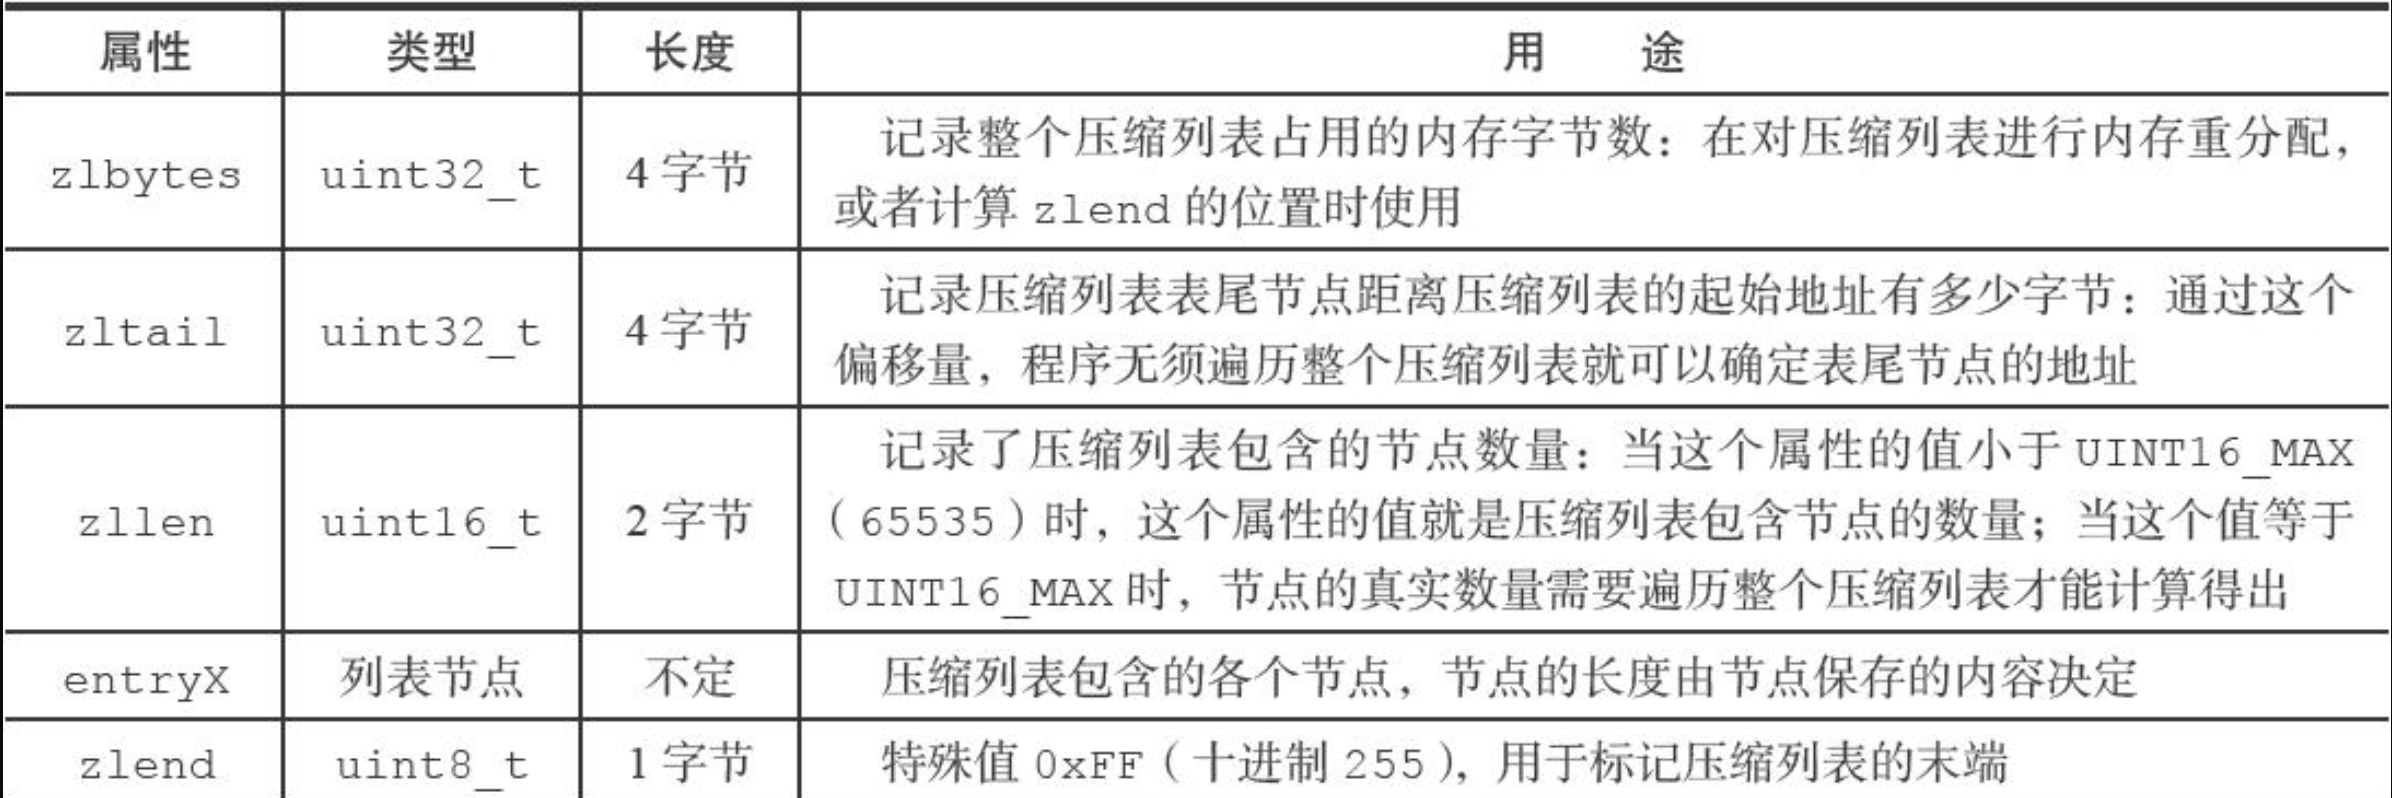 属性 类型 长度 用 途
zlbytes uint32_t 4 字节 记录整个压缩列表占用的内存字节数：在对压缩列表进行内存重分配，
或者计算 zlend 的位置时使用
zltail uint32_t 4 字节 记录压缩列表表尾节点距离压缩列表的起始地址有多少字节：通过这个
偏移量，程序无须遍历整个压缩列表就可以确定表尾节点的地址
zllen uint16_t 2 字节 记录了压缩列表包含的节点数量：当这个属性的值小于 UINT16_MAX
（65535）时，这个属性的值就是压缩列表包含节点的数量；当这个值等于
UINT16_MAX 时，节点的真实数量需要遍历整个压缩列表才能计算得出
entryX 列表节点 不定 压缩列表包含的各个节点，节点的长度由节点保存的内容决定
zlend uint8_t 1 字节 特殊值 0xFF（十进制 255），用于标记压缩列表的末端